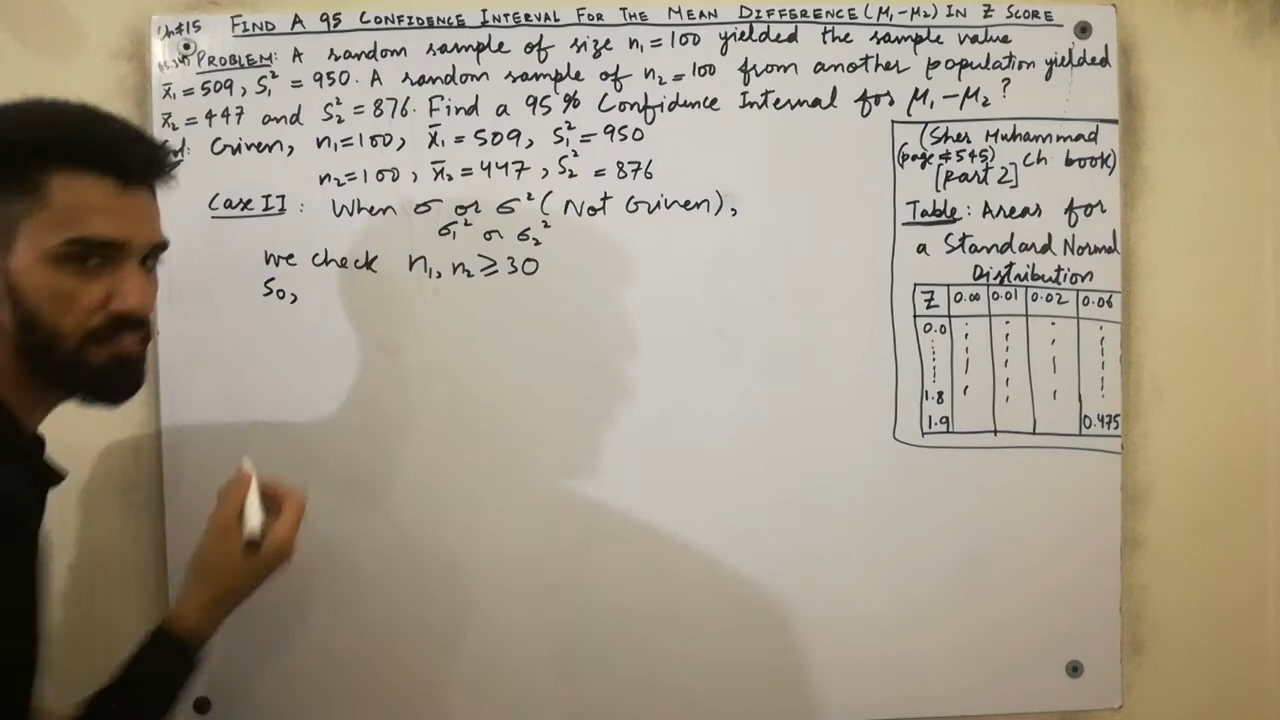 Ch#15 FIND A 95 CONFIDENCE INTERVAL FOR THE MEAN DIFFERENCE (μ₁-μ₂) IN Z SCORE
PROBLEM: A random sample of size n₁=100 yielded the sample value
x̄₁=509, S₁²=950. A random sample of n₂=100 from another population yielded
x̄₂=447 and S₂²=876. Find a 95% Confidence Interval for μ₁-μ₂?
Given, n₁=100, x̄₁=509, S₁²=950
n₂=100, x̄₂=447, S₂²=876
Case II: When σ or σ² (Not Given),
σ₁² or σ₂²
we check n₁, n₂ ≥ 30
So,
(Sher Muhammad
(page #545) Ch book)
[part 2]
Table: Areas for
a Standard Normal
Distribution
Z 0.00 0.01 0.02 0.06
0.0
1.8
1.9 0.475